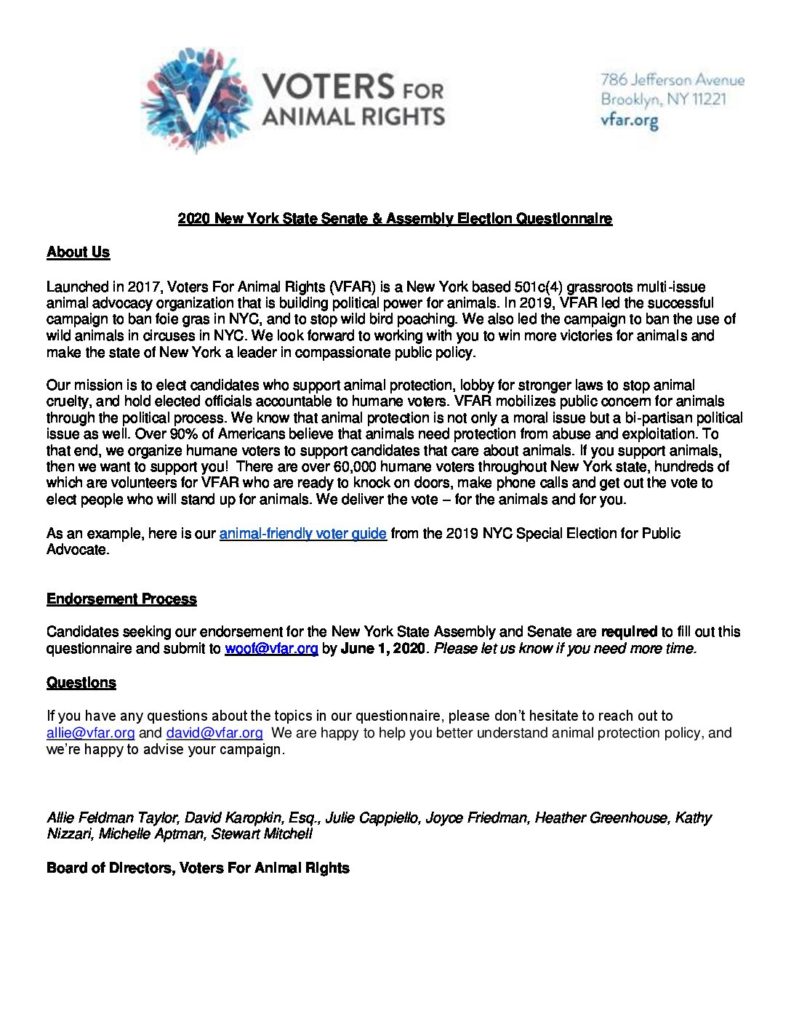 VOTERS FOR
ANIMAL RIGHTS
786 Jefferson Avenue
Brooklyn, NY 11221
vfar.org
2020 New York State Senate & Assembly Election Questionnaire
About Us
Launched in 2017, Voters For Animal Rights (VFAR) is a New York based 501c(4) grassroots multi-issue
animal advocacy organization that is building political power for animals. In 2019, VFAR led the successful
campaign to ban foie gras in NYC, and to stop wild bird poaching. We also led the campaign to ban the use of
wild animals in circuses in NYC. We look forward to working with you to win more victories for animals and
make the state of New York a leader in compassionate public policy.
Our mission is to elect candidates who support animal protection, lobby for stronger laws to stop animal
cruelty, and hold elected officials accountable to humane voters. VFAR mobilizes public concern for animals
through the political process. We know that animal protection is not only a moral issue but a bi-partisan political
issue as well. Over 90% of Americans believe that animals need protection from abuse and exploitation. To
that end, we organize humane voters to support candidates that care about animals. If you support animals,
then we want to support you! There are over 60,000 humane voters throughout New York state, hundreds of
which are volunteers for VFAR who are ready to knock on doors, make phone calls and get out the vote to
elect people who will stand up for animals. We deliver the vote – for the animals and for you.
As an example, here is our animal-friendly voter guide from the 2019 NYC Special Election for Public
Advocate.
Endorsement Process
Candidates seeking our endorsement for the New York State Assembly and Senate are required to fill out this
questionnaire and submit to woof@vfar.org by June 1, 2020. Please let us know if you need more time.
Questions
If you have any questions about the topics in our questionnaire, please don’t hesitate to reach out to
allie@vfar.org and david@vfar.org We are happy to help you better understand animal protection policy, and
we’re happy to advise your campaign.
Allie Feldman Taylor, David Karopkin, Esq., Julie Cappiello, Joyce Friedman, Heather Greenhouse, Kathy
Nizzari, Michelle Aptman, Stewart Mitchell
Board of Directors, Voters For Animal Rights